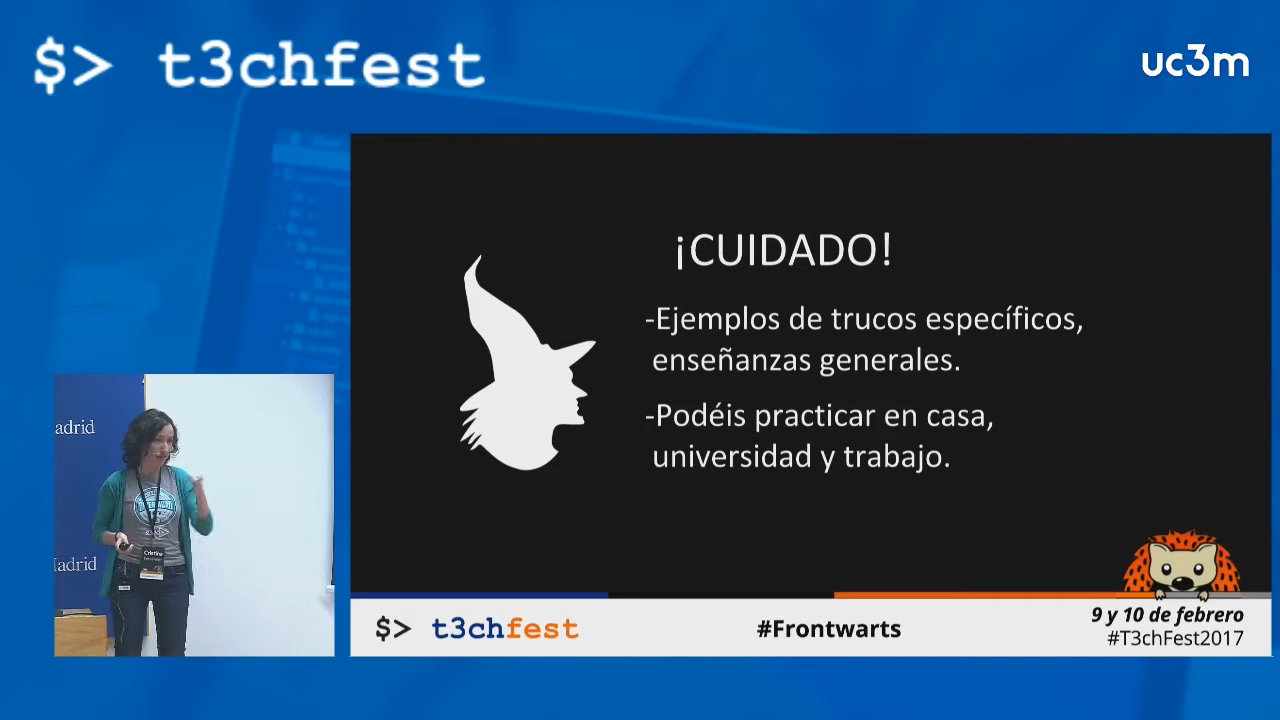 $> t3chfest
uc3m
¡CUIDADO!
-Ejemplos de trucos específicos,
enseñanzas generales.
-Podéis practicar en casa,
universidad y trabajo.
adrid
adrid
Cristina
$> t3chfest
#Frontwarts
9 y 10 de febrero
#T3chFest2017